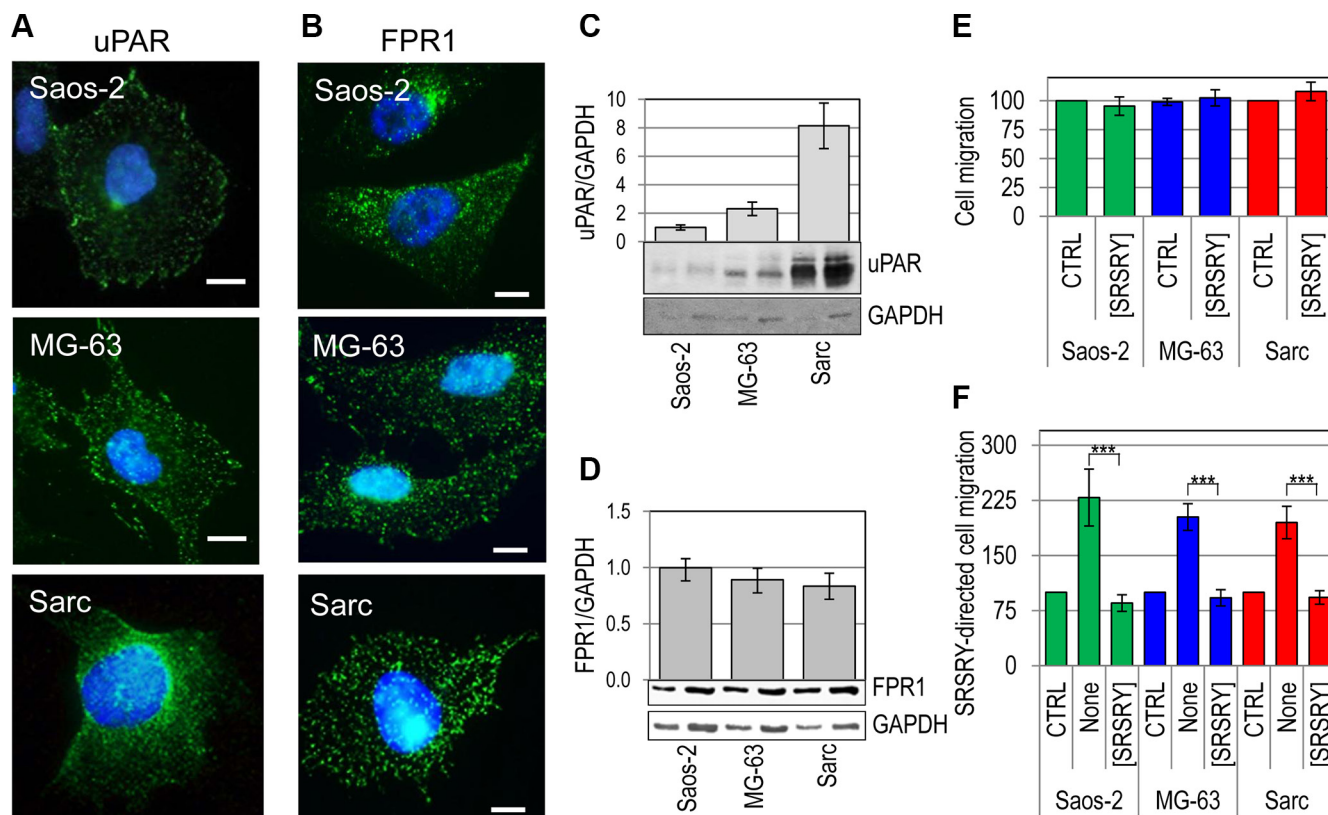 A
uPAR
Saos-2
MG-63
Sarc
B
FPR1
Saos-2
MG-63
Sarc
C
uPAR/GAPDH
10
8
6
4
2
0
uPAR
GAPDH
Saos-2
MG-63
Sarc
D
FPR1/GAPDH
1.5
1.0
0.5
0.0
FPR1
GAPDH
Saos-2
MG-63
Sarc
E
Cell migration
100
75
50
25
0
CTRL
[SRSRY]
CTRL
[SRSRY]
CTRL
[SRSRY]
Saos-2 MG-63 Sarc
F
SRSRY-directed cell migration
300
225
150
75
0
*** *** ***
CTRL
None
[SRSRY]
CTRL
None
[SRSRY]
CTRL
None
[SRSRY]
Saos-2 MG-63 Sarc